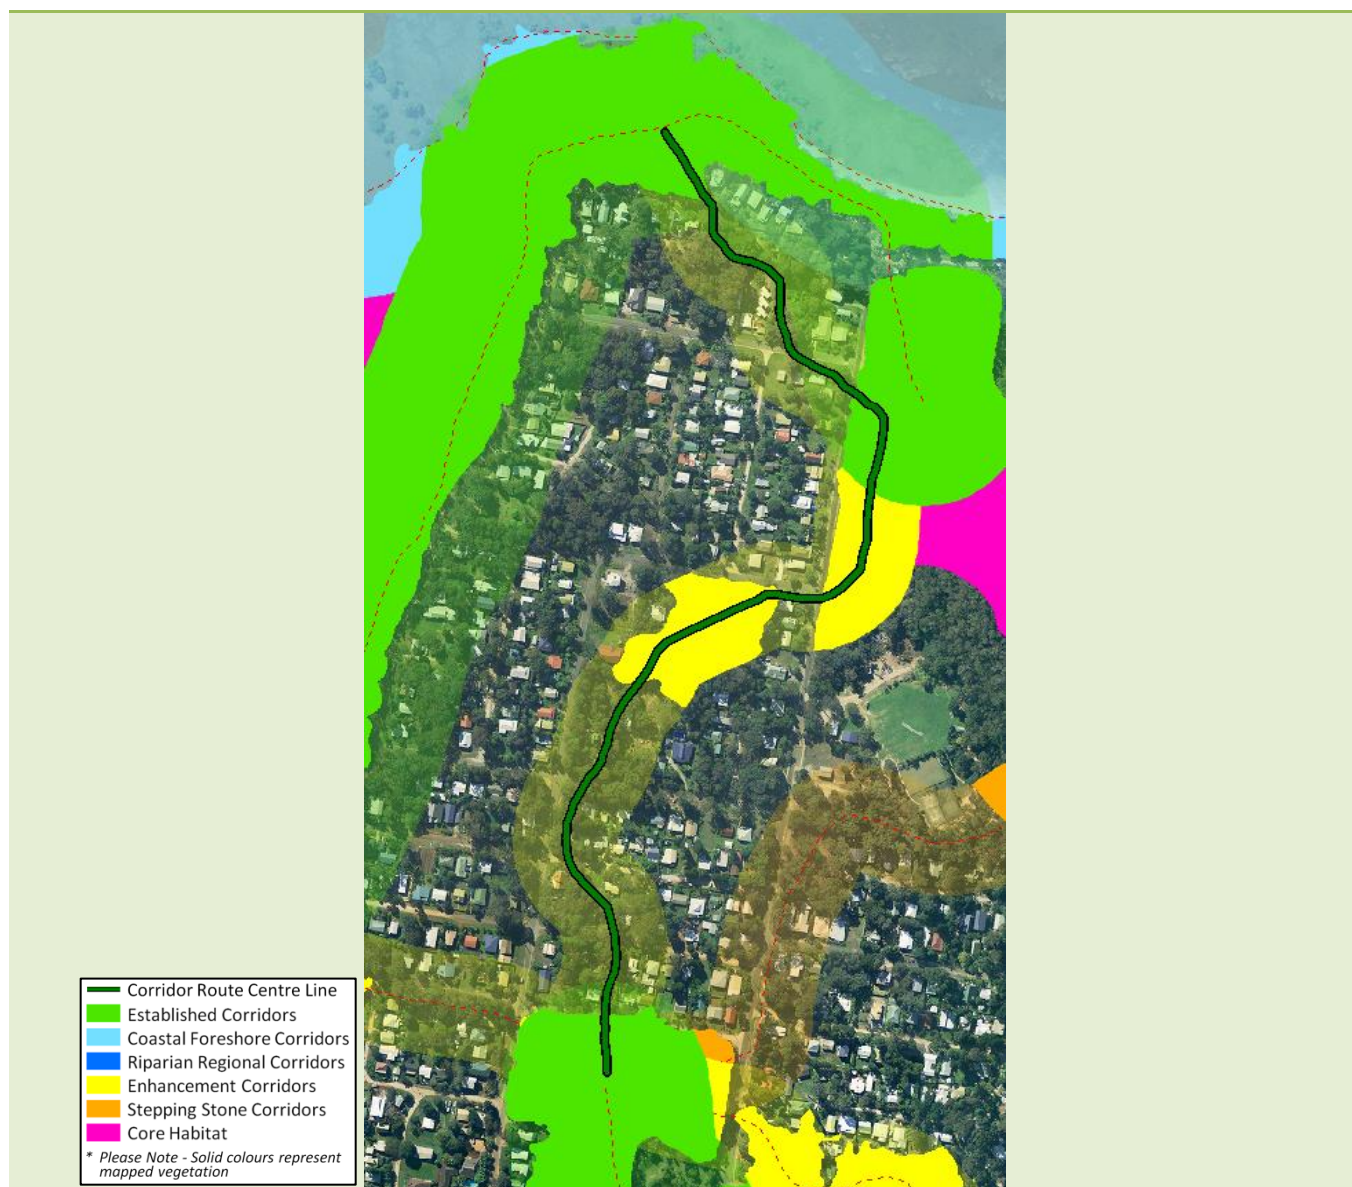 Corridor Route Centre Line
Established Corridors
Coastal Foreshore Corridors
Riparian Regional Corridors
Enhancement Corridors
Stepping Stone Corridors
Core Habitat
* Please Note - Solid colours represent
mapped vegetation